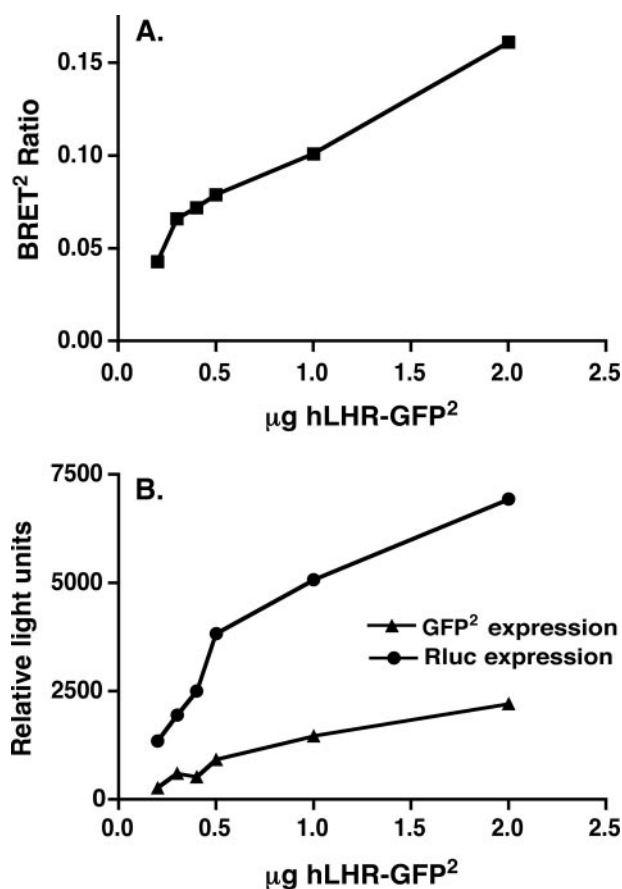 A.
0.15
0.10
0.05
0.00
BRET² Ratio
0.0 0.5 1.0 1.5 2.0 2.5
µg hLHR-GFP²
B.
7500
5000
2500
0
Relative light units
GFP² expression
Rluc expression
0.0 0.5 1.0 1.5 2.0 2.5
µg hLHR-GFP²